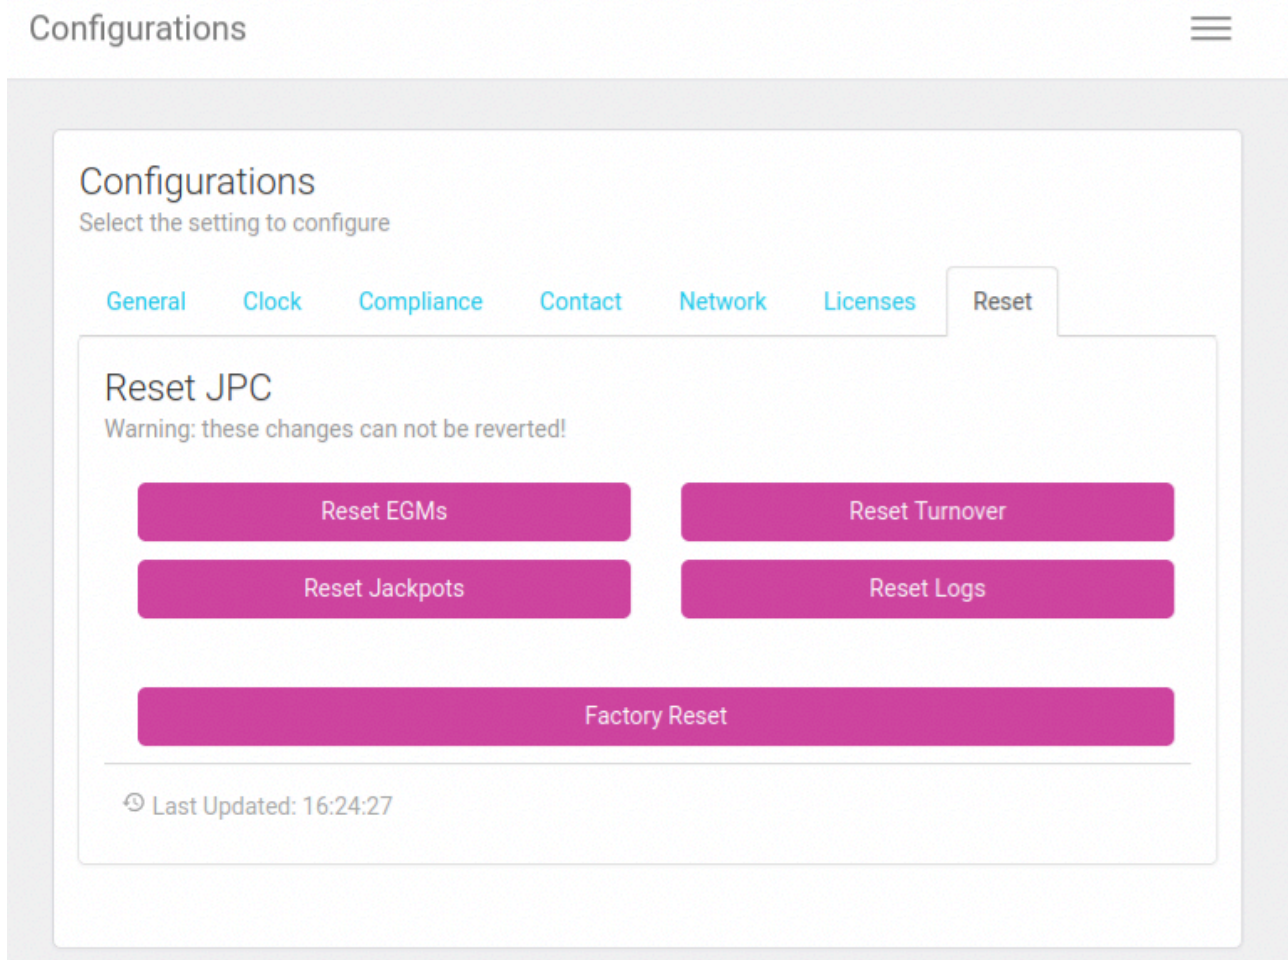 Configurations
Configurations
Select the setting to configure
General Clock Compliance Contact Network Licenses Reset
Reset JPC
Warning: these changes can not be reverted!
Reset EGMs Reset Turnover
Reset Jackpots Reset Logs
Factory Reset
Last Updated: 16:24:27